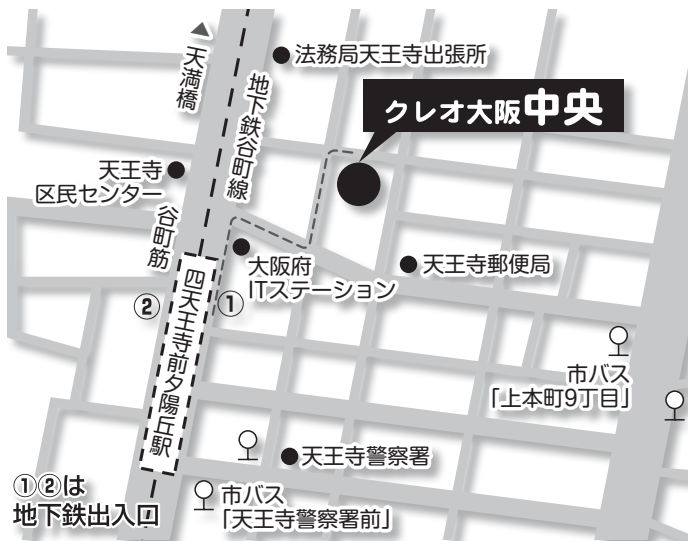 天満橋
法務局天王寺出張所
地下鉄谷町線
クレオ大阪中央
天王寺
区民センター
谷町筋
大阪府
ITステーション
天王寺郵便局
②
①
四天王寺前夕陽丘駅
市バス
「上本町9丁目」
天王寺警察署
①②は
地下鉄出入口
市バス
「天王寺警察署前」